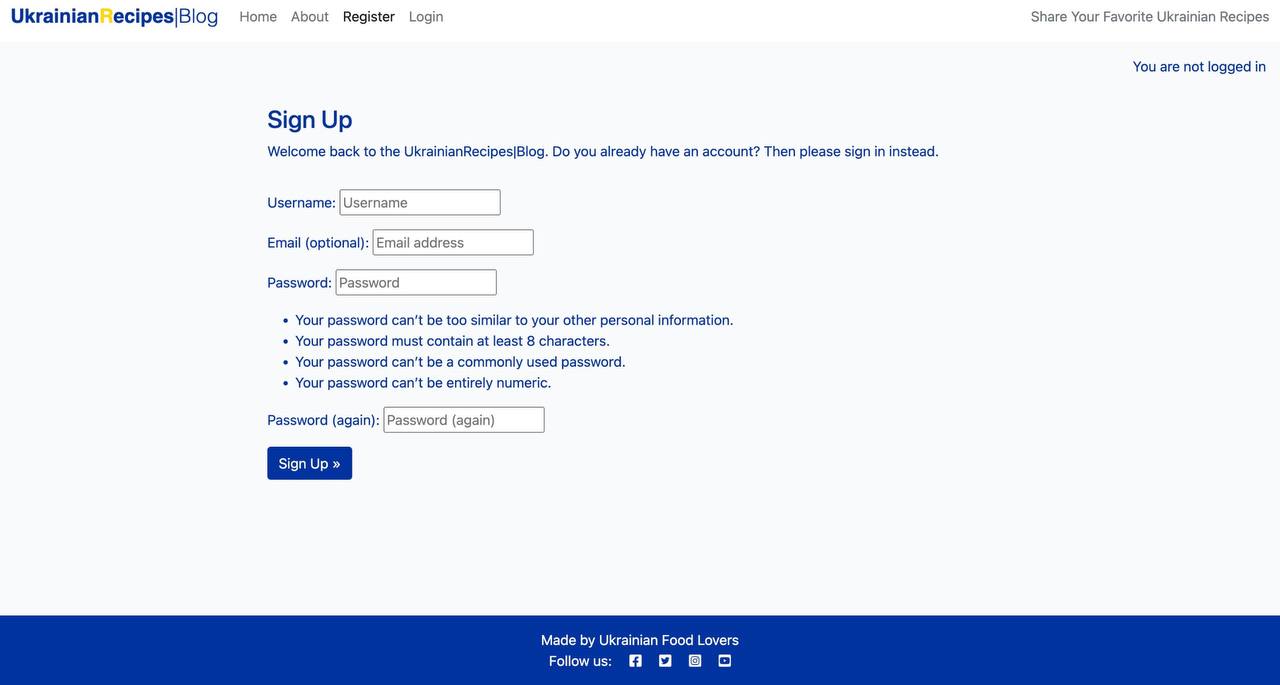 UkrainianRecipes|Blog Home About Register Login Share Your Favorite Ukrainian Recipes
You are not logged in
Sign Up
Welcome back to the UkrainianRecipes|Blog. Do you already have an account? Then please sign in instead.
Username: Username
Email (optional): Email address
Password: Password
• Your password can’t be too similar to your other personal information.
• Your password must contain at least 8 characters.
• Your password can’t be a commonly used password.
• Your password can’t be entirely numeric.
Password (again): Password (again)
Sign Up »
Made by Ukrainian Food Lovers
Follow us: